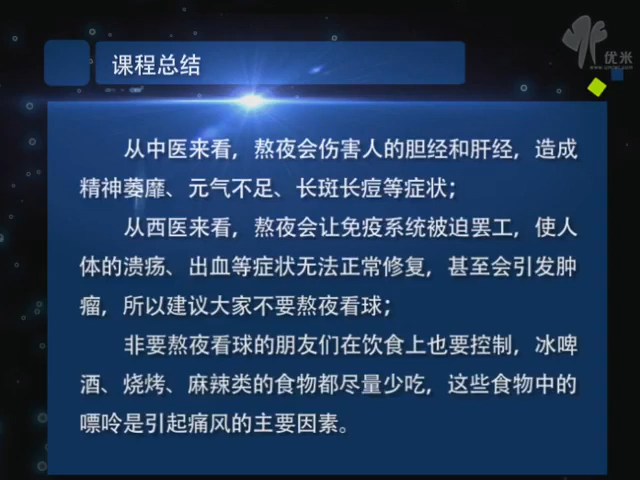 优米
课程总结
从中医来看，熬夜会伤害人的胆经和肝经，造成
精神萎靡、元气不足、长斑长痘等症状；
从西医来看，熬夜会让免疫系统被迫罢工，使人
体的溃疡、出血等症状无法正常修复，甚至会引发肿
瘤，所以建议大家不要熬夜看球；
非要熬夜看球的朋友们在饮食上也要控制，冰啤
酒、烧烤、麻辣类的食物都尽量少吃，这些食物中的
嘌呤是引起痛风的主要因素。